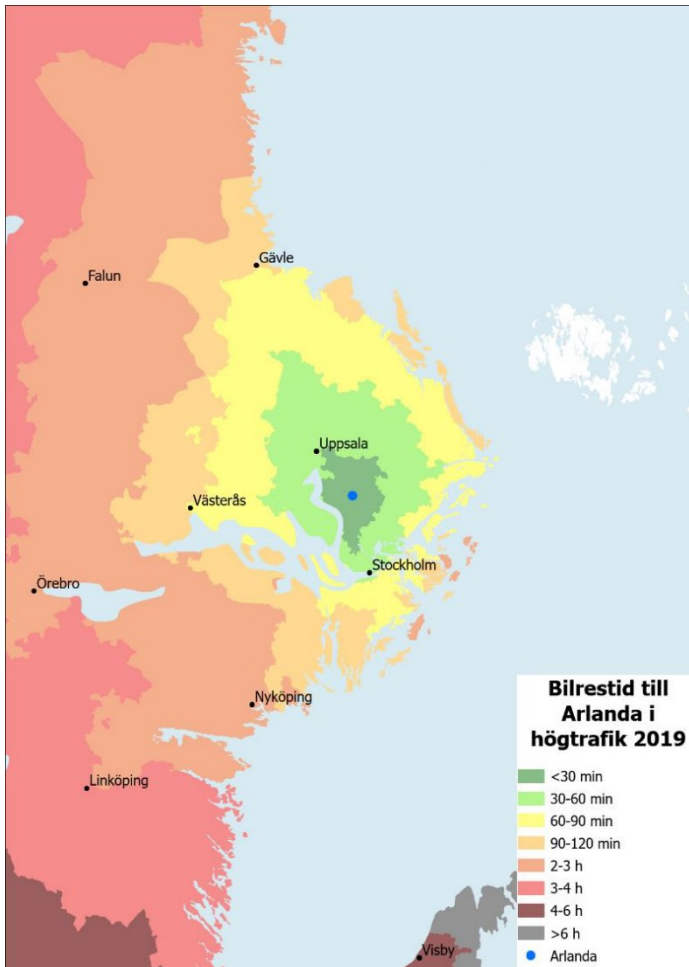 Gävle
Falun
Uppsala
Västerås
Stockholm
Örebro
Nyköping
Linköping
Visby
Bilrestid till
Arlanda i
högtrafik 2019
<30 min
30-60 min
60-90 min
90-120 min
2-3 h
3-4 h
4-6 h
>6 h
Arlanda